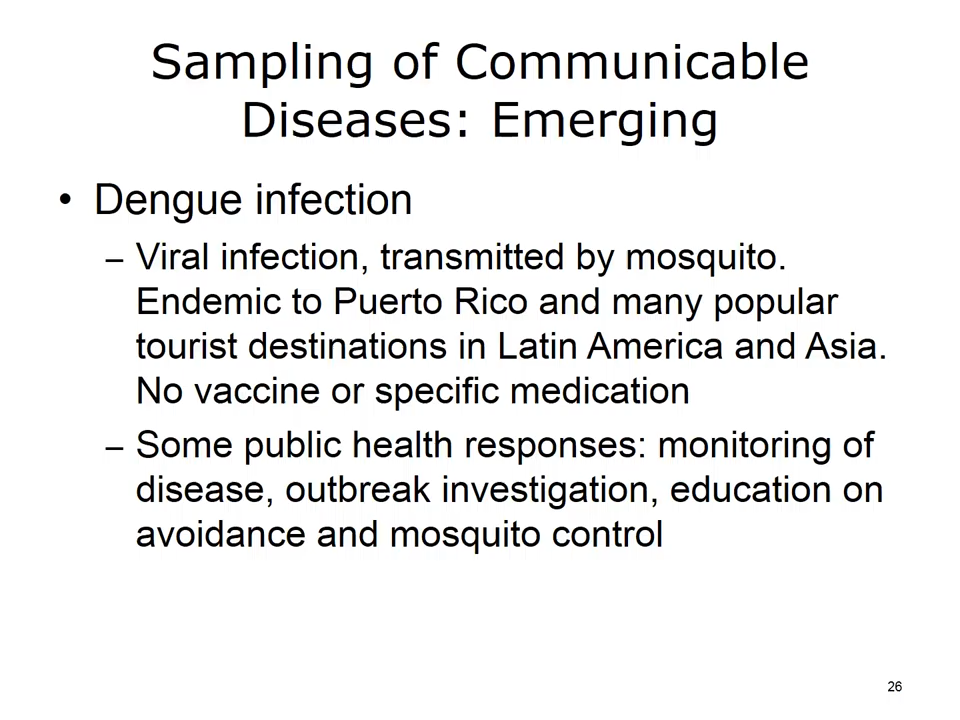 Sampling of Communicable
Diseases: Emerging
• Dengue infection
– Viral infection, transmitted by mosquito.
Endemic to Puerto Rico and many popular
tourist destinations in Latin America and Asia.
No vaccine or specific medication
– Some public health responses: monitoring of
disease, outbreak investigation, education on
avoidance and mosquito control
26